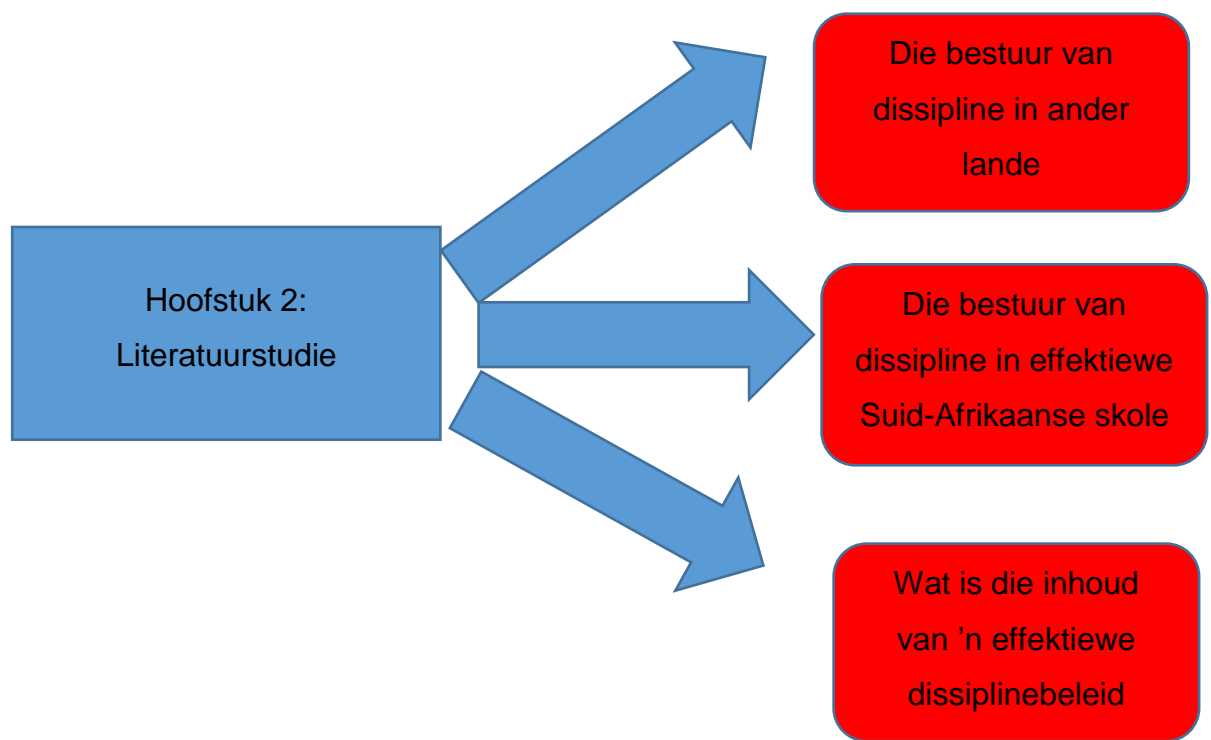 Hoofstuk 2:
Literatuurstudie
Die bestuur van
dissipline in ander
lande
Die bestuur van
dissipline in effektiewe
Suid-Afrikaanse skole
Wat is die inhoud
van ’n effektiewe
dissiplinebeleid